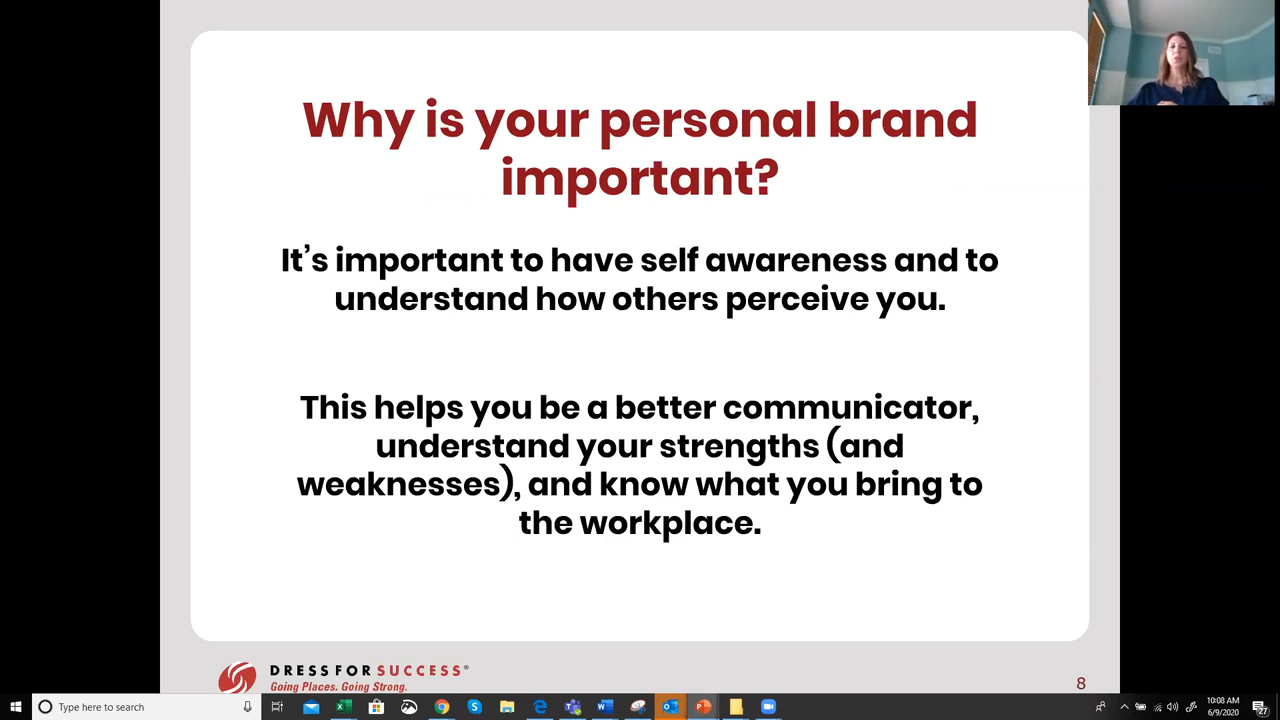 Why is your personal brand
important?
It's important to have self awareness and to
understand how others perceive you.
This helps you be a better communicator,
understand your strengths (and
weaknesses), and know what you bring to
the workplace.
DRESS FOR SUCCESS®
Going Places. Going Strong.
8
Type here to search
10:08 AM
6/9/2020
27